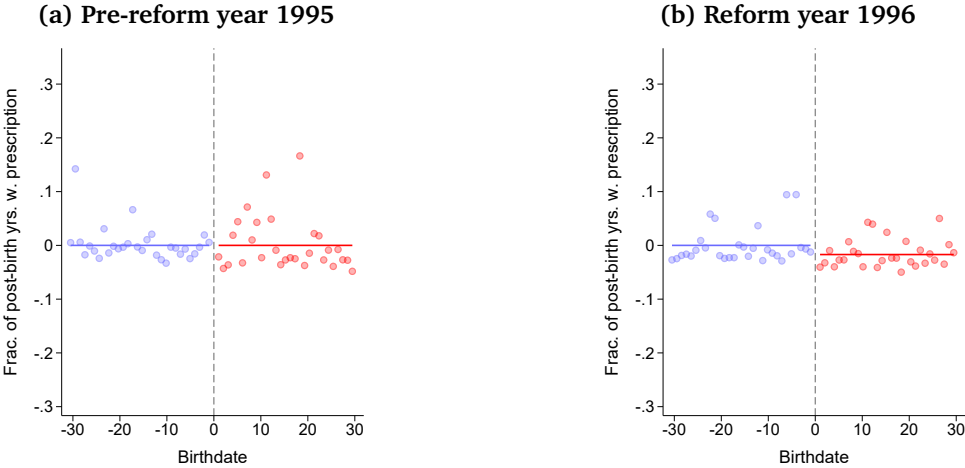 (a) Pre-reform year 1995
Frac. of post-birth yrs. w. prescription
.3
.2
.1
0
-.1
-.2
-.3
-30 -20 -10 0 10 20 30
Birthdate
(b) Reform year 1996
Frac. of post-birth yrs. w. prescription
.3
.2
.1
0
-.1
-.2
-.3
-30 -20 -10 0 10 20 30
Birthdate